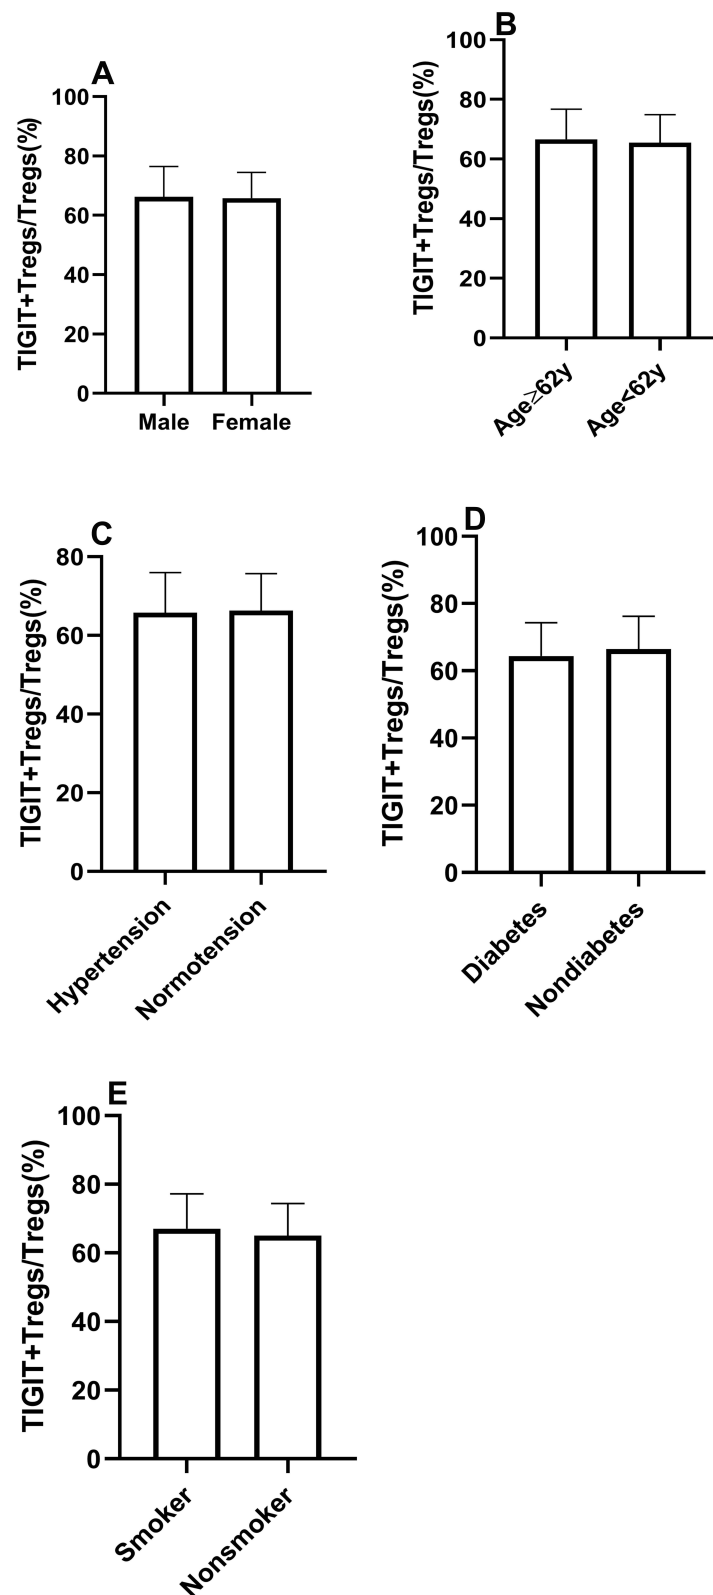 A
TIGIT+Tregs/Tregs(%)
100
80
60
40
20
0
Male Female
B
TIGIT+Tregs/Tregs(%)
100
80
60
40
20
0
Age≥62y
Age<62y
C
TIGIT+Tregs/Tregs(%)
80
60
40
20
0
Hypertension
Normotension
D
TIGIT+Tregs/Tregs(%)
100
80
60
40
20
0
Diabetes
Nondiabetes
E
TIGIT+Tregs/Tregs(%)
100
80
60
40
20
0
Smoker
Nonsmoker